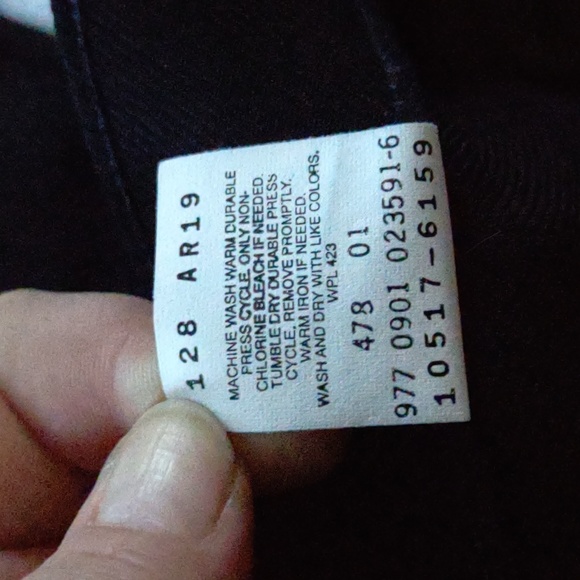 128 AR19
MACHINE WASH WARM DURABLE
PRESS CYCLE. ONLY NON-
CHLORINE BLEACH IF NEEDED.
TUMBLE DRY DURABLE PRESS
CYCLE, REMOVE PROMPTLY.
WARM IRON IF NEEDED.
WASH AND DRY WITH LIKE COLORS.
WPL 423
478 01
977 0901 023591-6
10517-6159